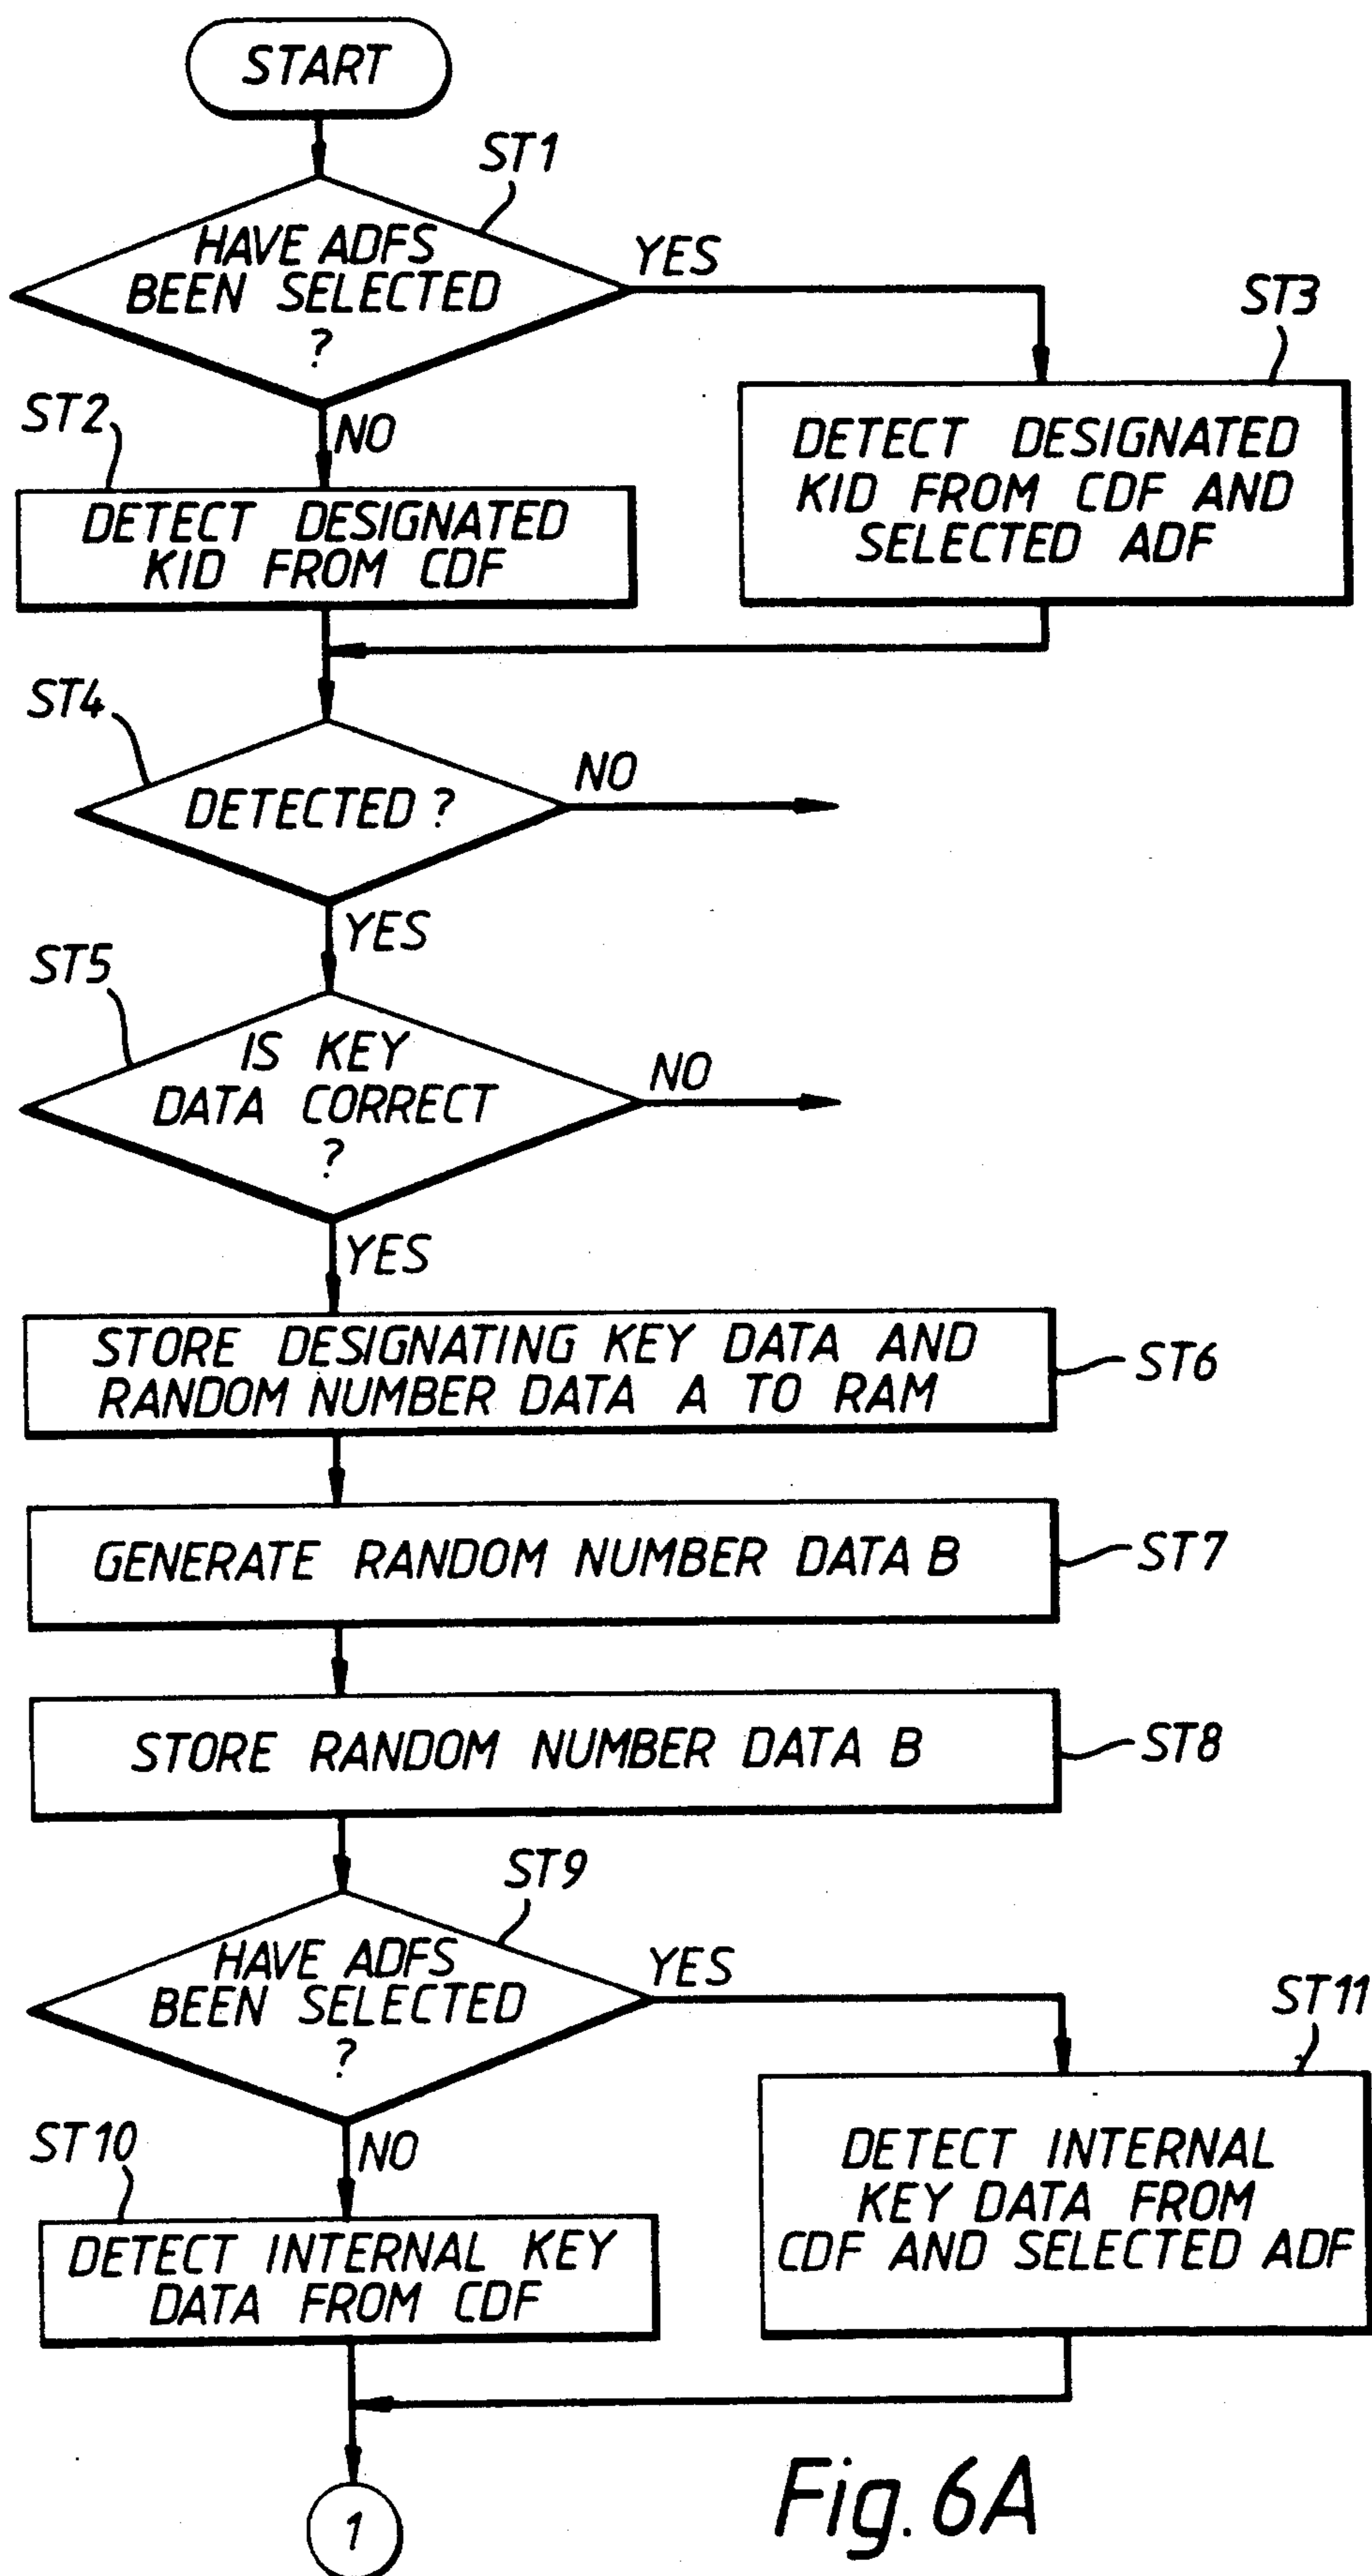 START
ST1
HAVE ADFS
BEEN SELECTED
?
YES
NO
ST2
DETECT DESIGNATED
KID FROM CDF
ST3
DETECT DESIGNATED
KID FROM CDF AND
SELECTED ADF
ST4
DETECTED ?
NO
YES
ST5
IS KEY
DATA CORRECT
?
NO
YES
STORE DESIGNATING KEY DATA AND
RANDOM NUMBER DATA A TO RAM
ST6
GENERATE RANDOM NUMBER DATA B
ST7
STORE RANDOM NUMBER DATA B
ST8
ST9
HAVE ADFS
BEEN SELECTED
?
YES
NO
ST10
DETECT INTERNAL KEY
DATA FROM CDF
ST11
DETECT INTERNAL
KEY DATA FROM
CDF AND SELECTED ADF
1
Fig. 6A